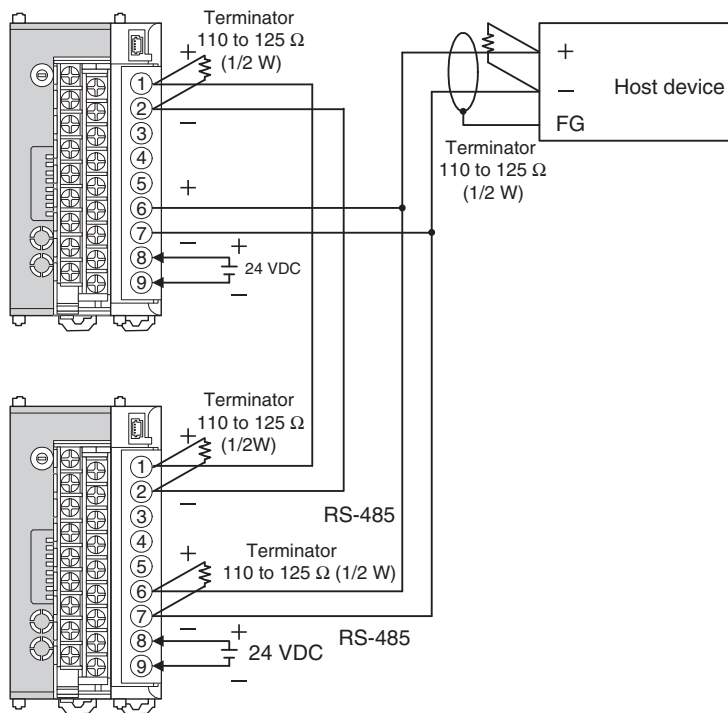 Terminator
110 to 125 Ω
(1/2 W)
+
−
+
−
1
2
3
4
5
6
7
8
9
+
24 VDC
−
+
−
FG
Host device
Terminator
110 to 125 Ω
(1/2 W)
Terminator
110 to 125 Ω
(1/2W)
+
−
RS-485
1
2
3
4
5
6
7
8
9
+
Terminator
110 to 125 Ω (1/2 W)
−
+
24 VDC
−
RS-485